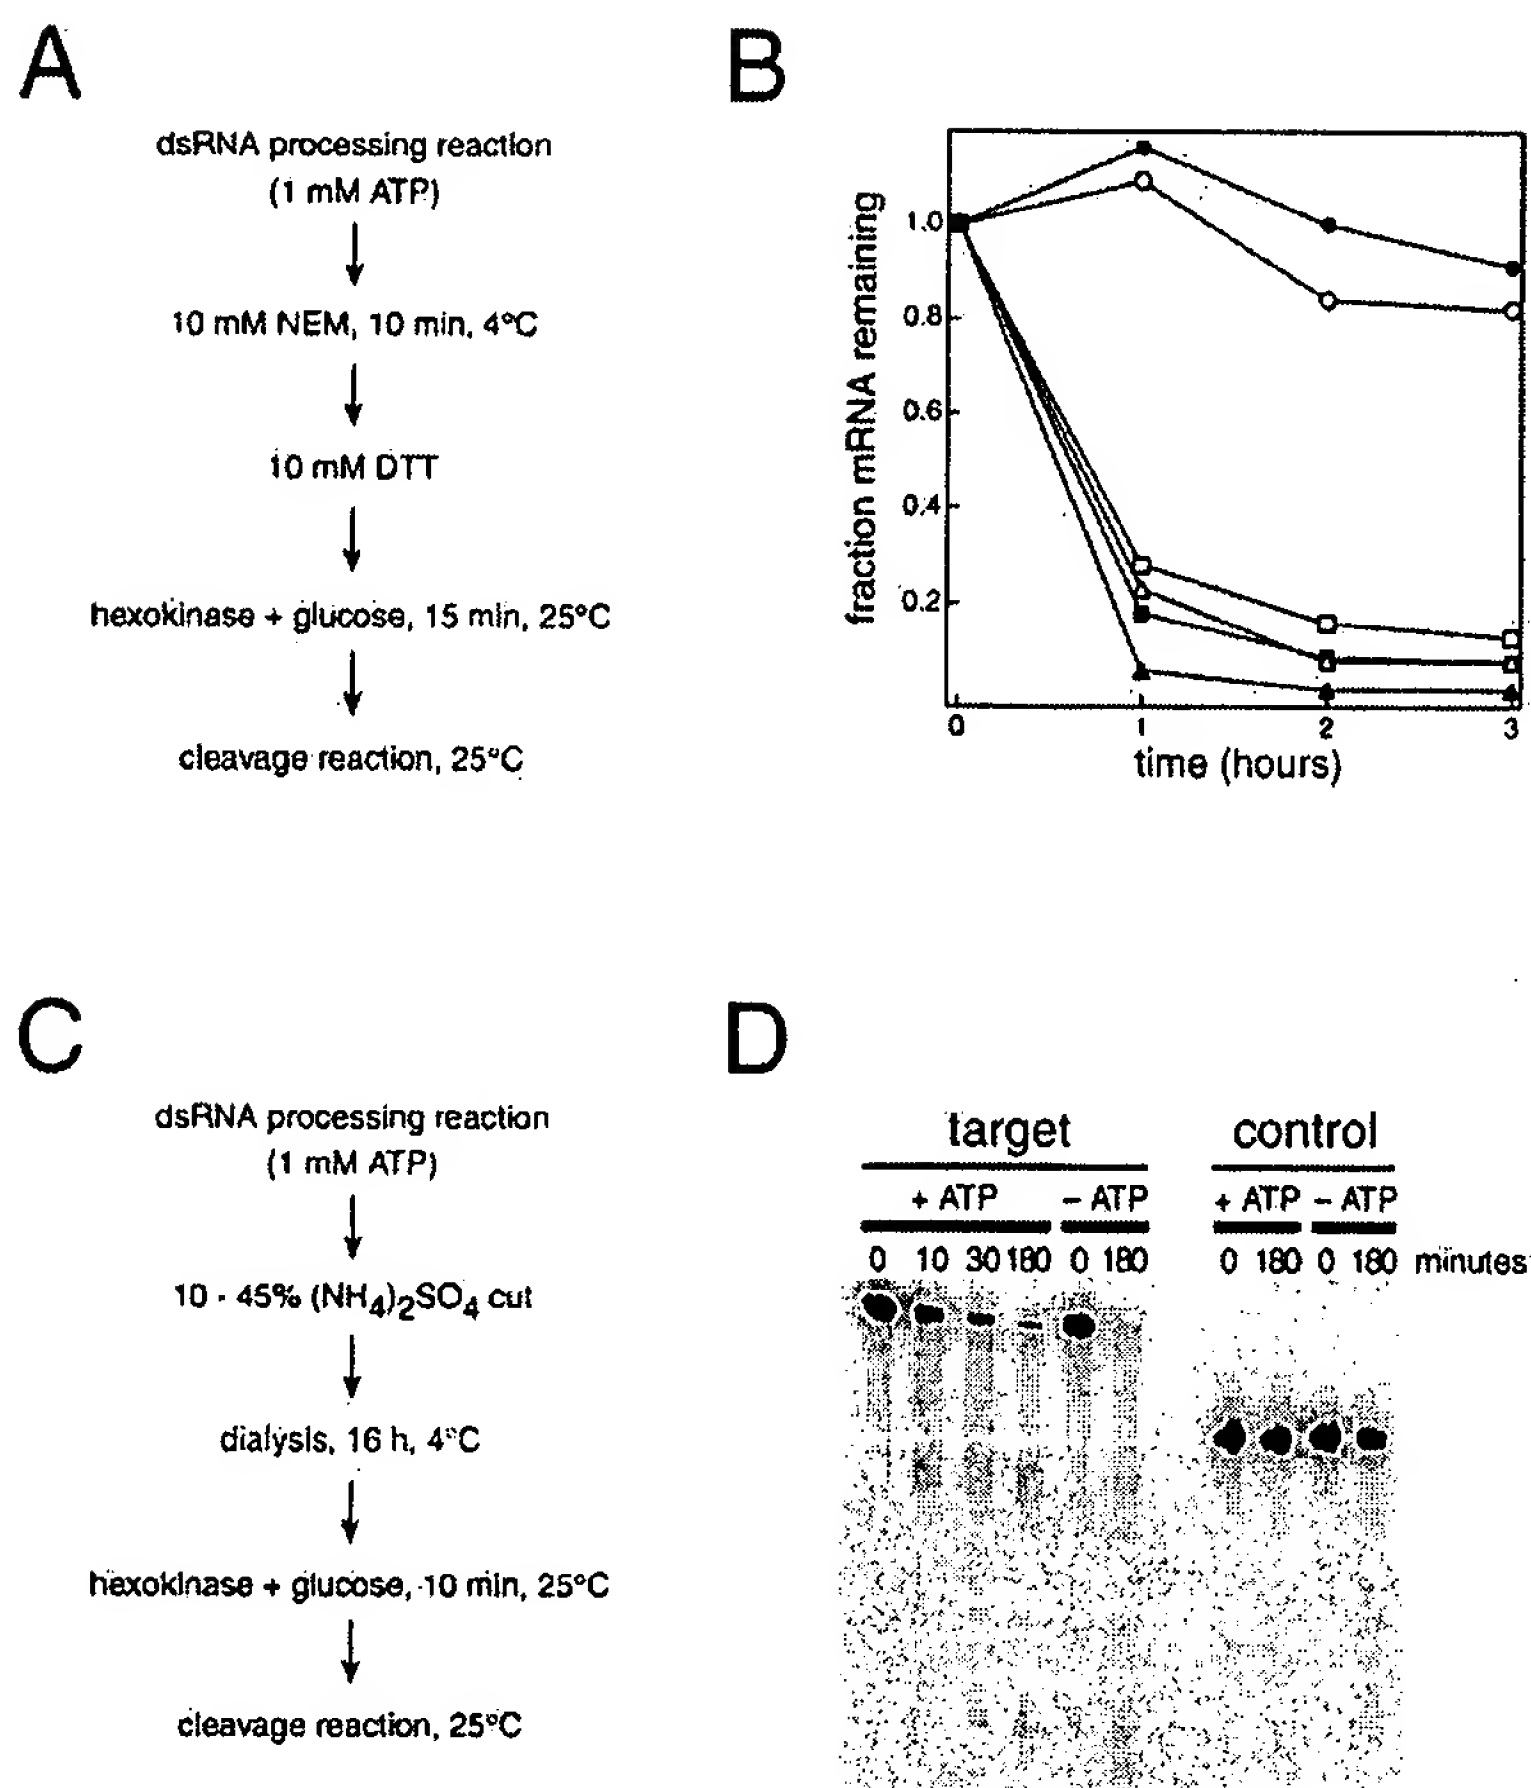 A
dsRNA processing reaction
(1 mM ATP)
10 mM NEM, 10 min, 4°C
10 mM DTT
hexokinase + glucose, 15 min, 25°C
cleavage reaction, 25°C
B
fraction mRNA remaining
1.0
0.8
0.6
0.4
0.2
0 1 2 3
time (hours)
C
dsRNA processing reaction
(1 mM ATP)
10 - 45% (NH4)2SO4 cut
dialysis, 16 h, 4°C
hexokinase + glucose, 10 min, 25°C
cleavage reaction, 25°C
D
target control
+ ATP - ATP + ATP - ATP
0 10 30 180 0 180 0 180 0 180 minutes